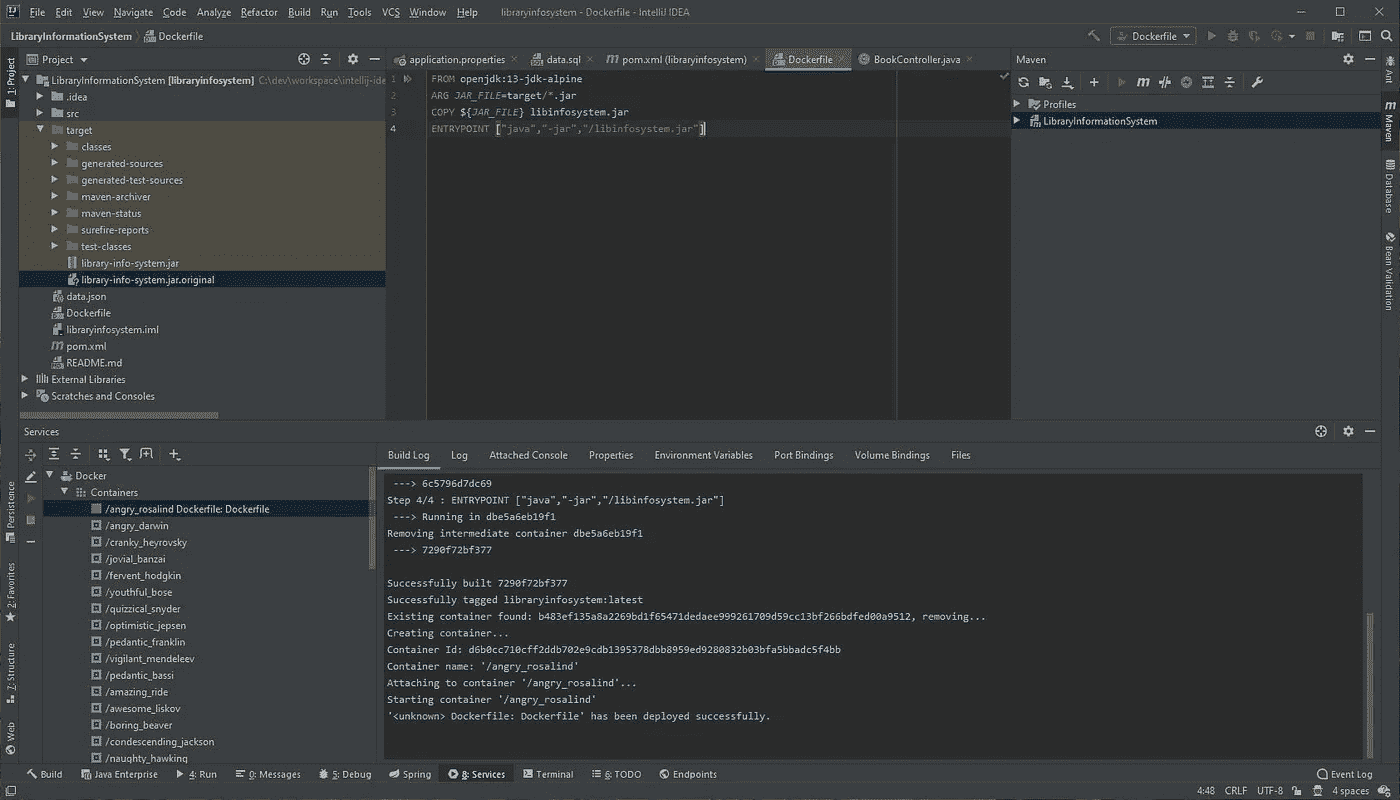 File Edit View Navigate Code Analyze Refactor Build Run Tools VCS Window Help libraryinfosystem - Dockerfile - IntelliJ IDEA
LibraryInformationSystem Dockerfile
Dockerfile
1: Project
Project
LibraryInformationSystem [libraryinfosystem] C:\dev\workspace\intellij-ide
.idea
src
target
classes
generated-sources
generated-test-sources
maven-archiver
maven-status
surefire-reports
test-classes
library-info-system.jar
library-info-system.jar.original
data.json
Dockerfile
libraryinfosystem.iml
pom.xml
README.md
External Libraries
Scratches and Consoles
application.properties data.sql pom.xml (libraryinfosystem) Dockerfile BookController.java
1 FROM openjdk:13-jdk-alpine
2 ARG JAR_FILE=target/*.jar
3 COPY ${JAR_FILE} libinfosystem.jar
4 ENTRYPOINT ["java","-jar","/libinfosystem.jar"]
Maven
Profiles
LibraryInformationSystem
Ant
Maven
Database
Bean Validation
Services
Persistence
2: Favorites
7: Structure
Web
Docker
Containers
/angry_rosalind Dockerfile: Dockerfile
/angry_darwin
/cranky_heyrovsky
/jovial_banzai
/fervent_hodgkin
/youthful_bose
/quizzical_snyder
/optimistic_jepsen
/pedantic_franklin
/vigilant_mendeleev
/pedantic_bassi
/amazing_ride
/awesome_liskov
/boring_beaver
/condescending_jackson
/naughty_hawking
Build Log Log Attached Console Properties Environment Variables Port Bindings Volume Bindings Files
---> 6c5796d7dc69
Step 4/4 : ENTRYPOINT ["java","-jar","/libinfosystem.jar"]
---> Running in dbe5a6eb19f1
Removing intermediate container dbe5a6eb19f1
---> 7290f72bf377
Successfully built 7290f72bf377
Successfully tagged libraryinfosystem:latest
Existing container found: b483ef135a8a2269bd1f65471dedaee999261709d59cc13bf266bdfed00a9512, removing...
Creating container...
Container Id: d6b0cc710cff2ddb702e9cdb1395378dbb8959ed9280832b03bfa5bbadc5f4bb
Container name: '/angry_rosalind'
Attaching to container '/angry_rosalind'...
Starting container '/angry_rosalind'
'<unknown> Dockerfile: Dockerfile' has been deployed successfully.
Build Java Enterprise 4: Run 0: Messages 5: Debug Spring 8: Services Terminal 6: TODO Endpoints Event Log
4:48 CRLF UTF-8 4 spaces